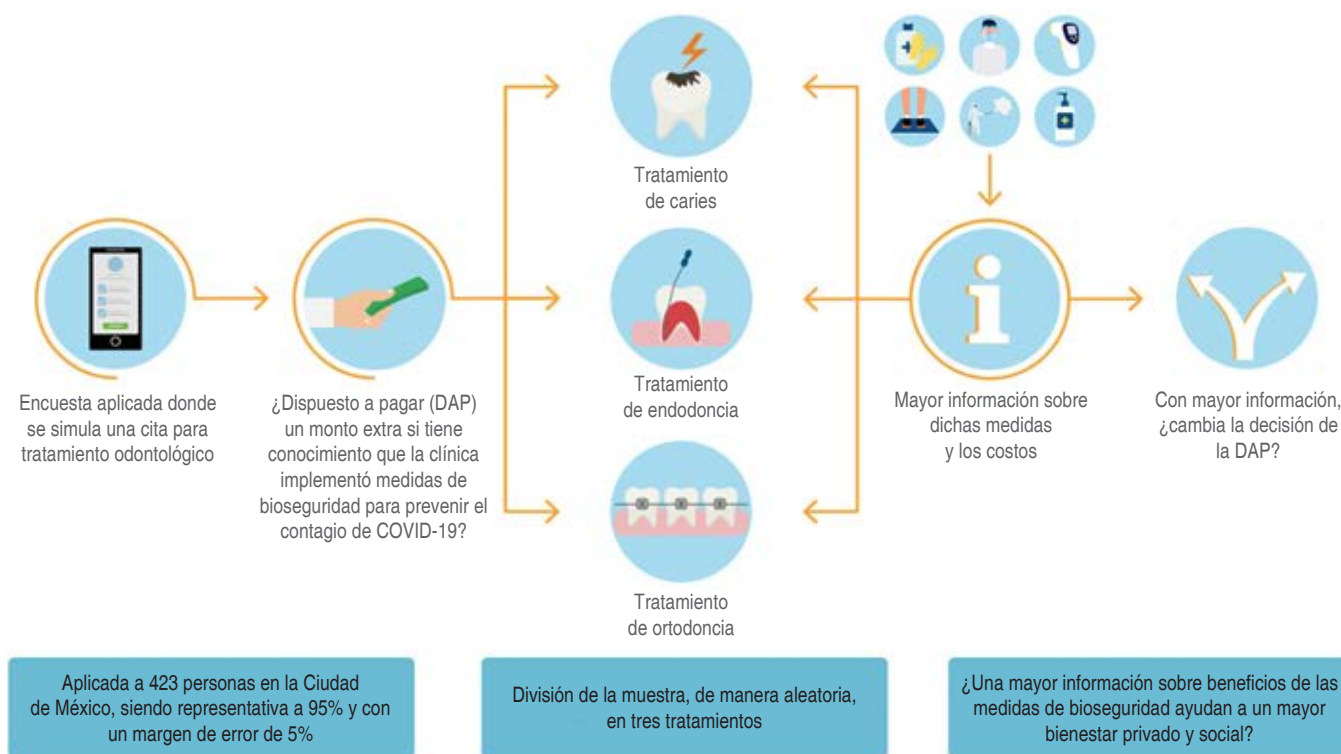 Encuesta aplicada donde
se simula una cita para
tratamiento odontológico
¿Dispuesto a pagar (DAP)
un monto extra si tiene
conocimiento que la clínica
implementó medidas de
bioseguridad para prevenir el
contagio de COVID-19?
Tratamiento
de caries
Tratamiento
de endodoncia
Tratamiento
de ortodoncia
Mayor información sobre
dichas medidas
y los costos
Con mayor información,
¿cambia la decisión de
la DAP?
Aplicada a 423 personas en la Ciudad
de México, siendo representativa a 95% y con
un margen de error de 5%
División de la muestra, de manera aleatoria,
en tres tratamientos
¿Una mayor información sobre beneficios de las
medidas de bioseguridad ayudan a un mayor
bienestar privado y social?